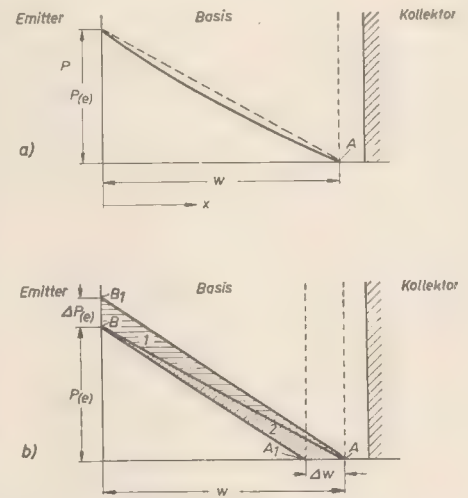 Emitter Basis Kollektor
P
P(e)
A
a)
w
x
Emitter Basis Kollektor
B1
ΔP(e)
B
1
P(e)
2
A1 A
b)
Δw
w